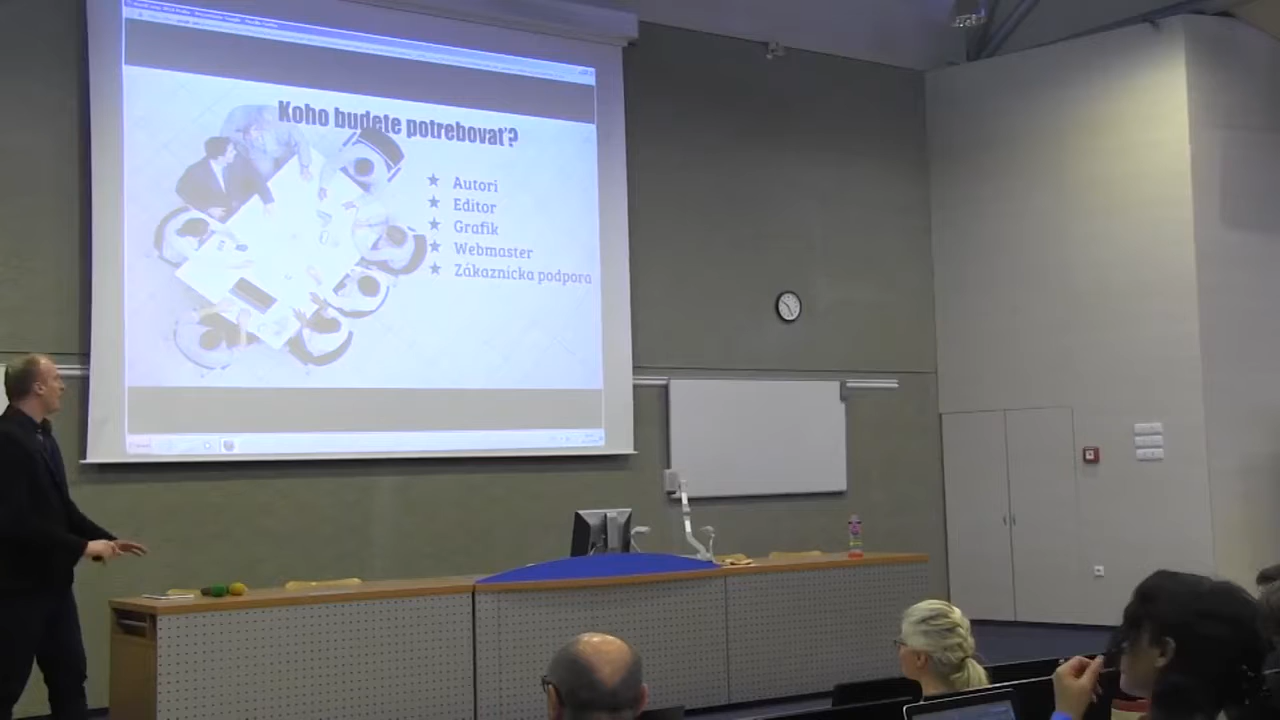 Koho budete potrebovať?
Autori
Editor
Grafik
Webmaster
Zákaznícka podpora